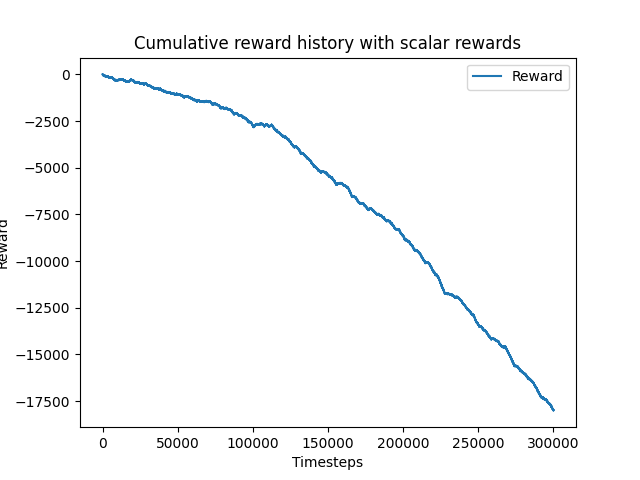 Cumulative reward history with scalar rewards
Reward
0
−2500
−5000
−7500
−10000
−12500
−15000
−17500
Reward
0 50000 100000 150000 200000 250000 300000
Timesteps